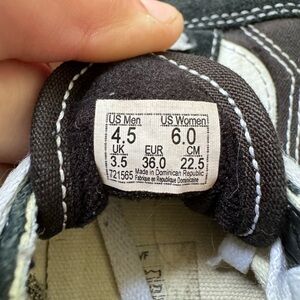 US Men US Women
4.5 6.0
UK EUR CM
3.5 36.0 22.5
721565 Made in Dominican Republic
Fabriqué en République Dominicaine